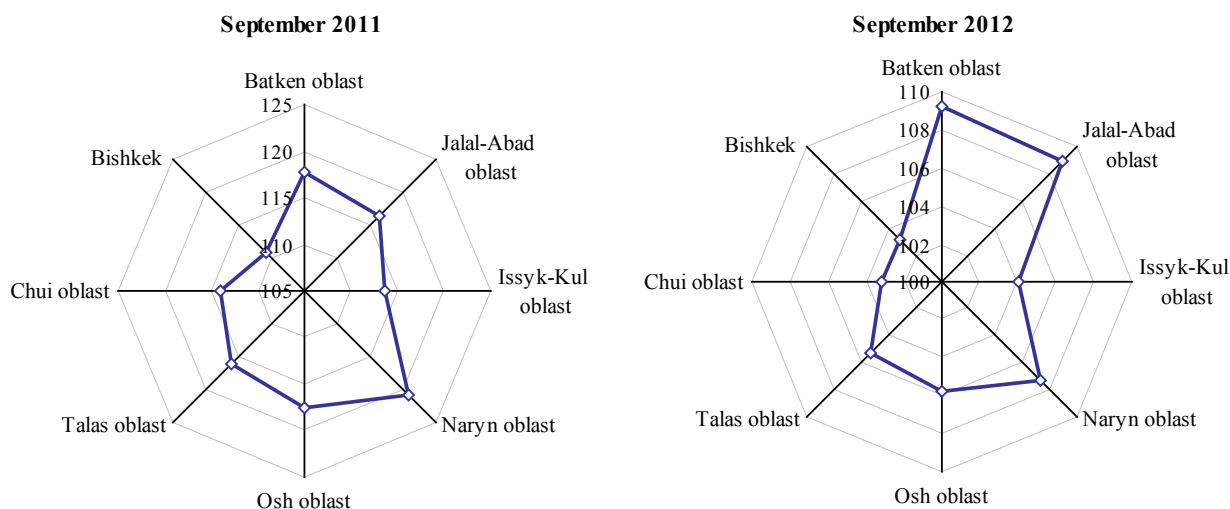 September 2011
Batken oblast
125
120
115
110
105
Jalal-Abad
oblast
Issyk-Kul
oblast
Naryn oblast
Osh oblast
Talas oblast
Chui oblast
Bishkek
September 2012
Batken oblast
110
108
106
104
102
100
Jalal-Abad
oblast
Issyk-Kul
oblast
Naryn oblast
Osh oblast
Talas oblast
Chui oblast
Bishkek